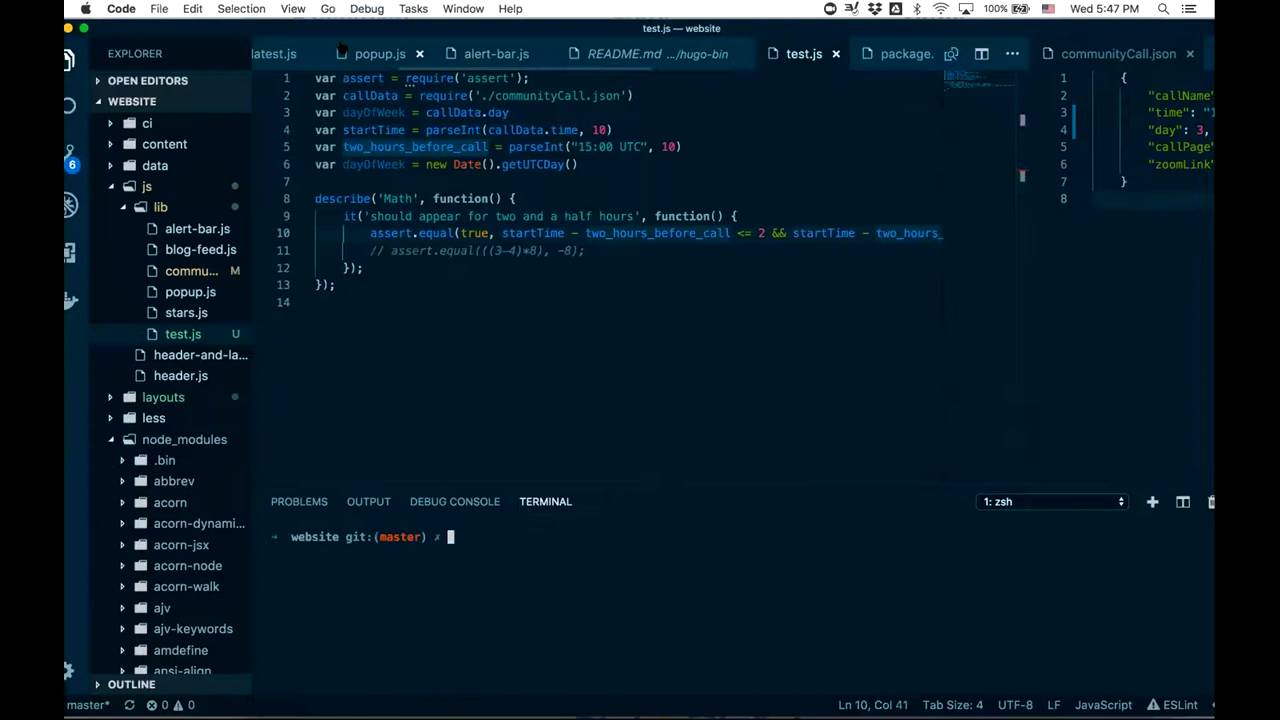 Code File Edit Selection View Go Debug Tasks Window Help 100% Wed 5:47 PM
test.js — website
EXPLORER latest.js popup.js × alert-bar.js README.md .../hugo-bin test.js × package. communityCall.json ×
OPEN EDITORS
WEBSITE
ci
content
data
js
lib
alert-bar.js
blog-feed.js
commu... M
popup.js
stars.js
test.js U
header-and-la...
header.js
layouts
less
node_modules
.bin
abbrev
acorn
acorn-dynami...
acorn-jsx
acorn-node
acorn-walk
ajv
ajv-keywords
amdefine
ansi-align
OUTLINE
6
1 var assert = require('assert');
2 var callData = require('./communityCall.json')
3 var dayOfWeek = callData.day
4 var startTime = parseInt(callData.time, 10)
5 var two_hours_before_call = parseInt("15:00 UTC", 10)
6 var dayOfWeek = new Date().getUTCDay()
7
8 describe('Math', function() {
9 it('should appear for two and a half hours', function() {
10 assert.equal(true, startTime - two_hours_before_call <= 2 && startTime - two_hours_
11 // assert.equal(((3-4)*8), -8);
12 });
13 });
14
1 {
2 "callName"
3 "time": "1
4 "day": 3,
5 "callPage"
6 "zoomLink"
7 }
8
PROBLEMS OUTPUT DEBUG CONSOLE TERMINAL 1: zsh
→ website git:(master) ✗
master* 0 0 Ln 10, Col 41 Tab Size: 4 UTF-8 LF JavaScript ESLint